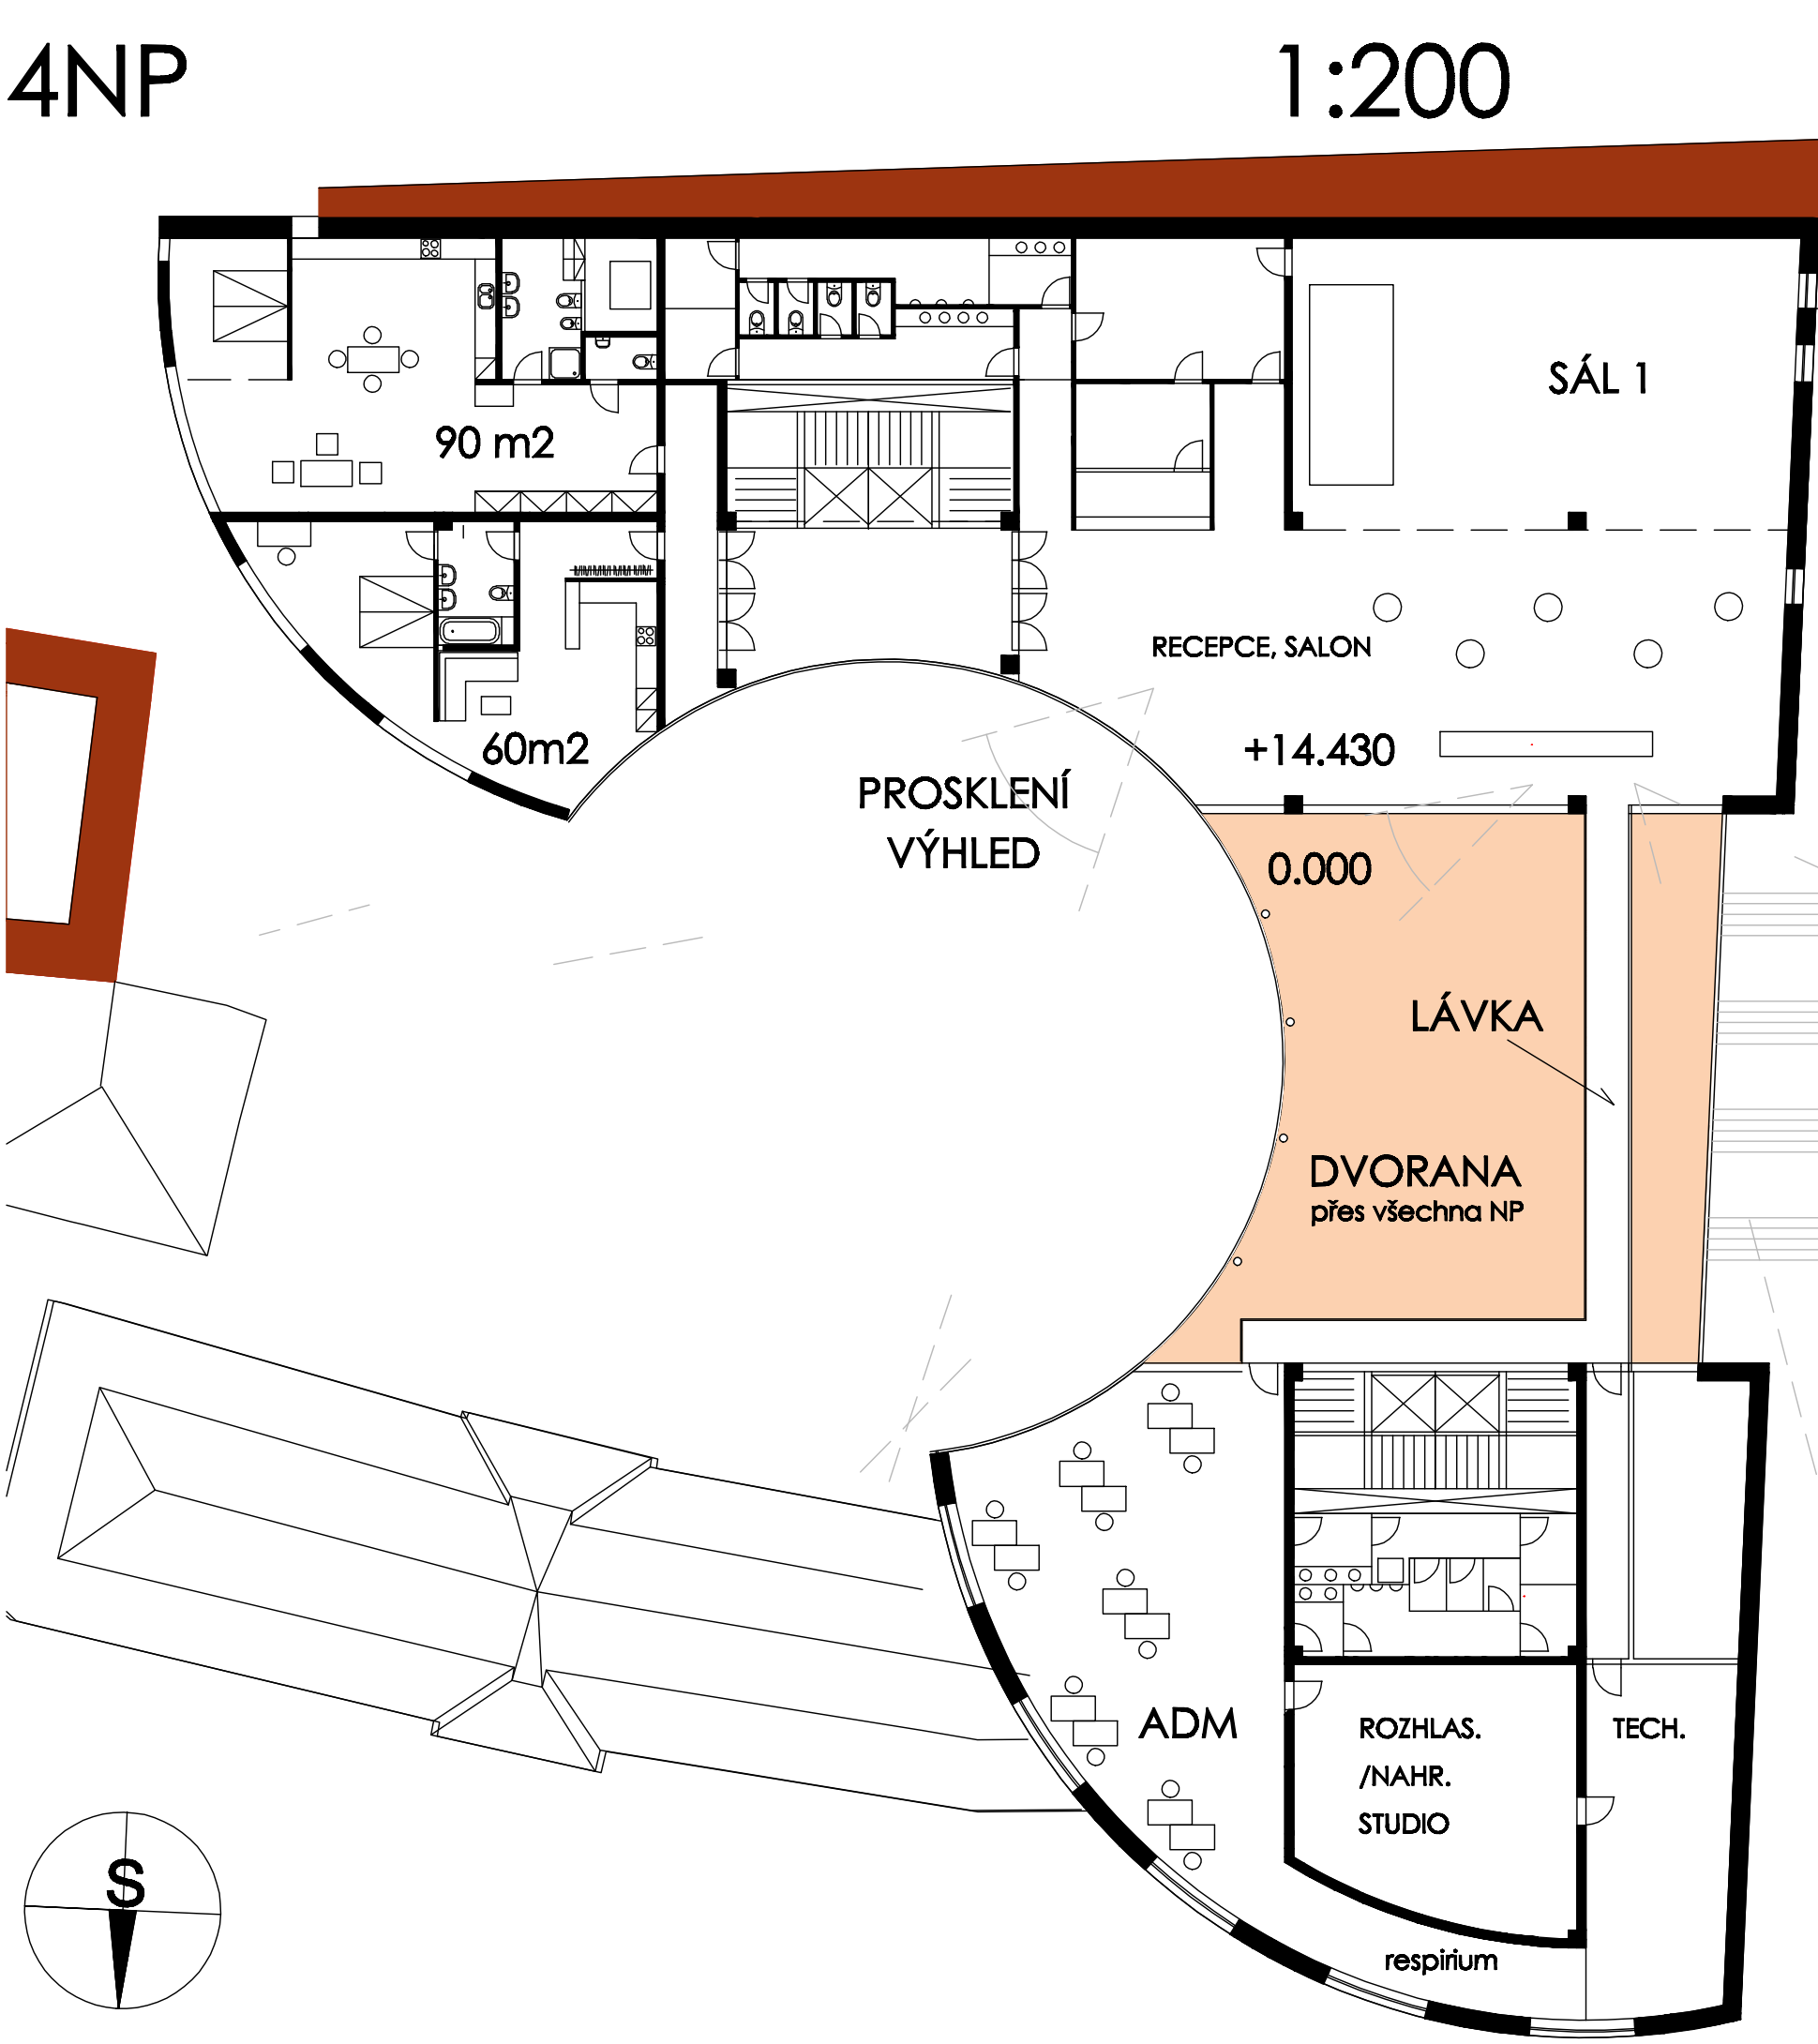 4NP
1:200
SÁL 1
90 m2
RECEPCE, SALON
60m2
+14.430
PROSKLENÍ
VÝHLED
0.000
LÁVKA
DVORANA
přes všechna NP
ADM
ROZHLAS.
/NAHR.
STUDIO
TECH.
S
respirium